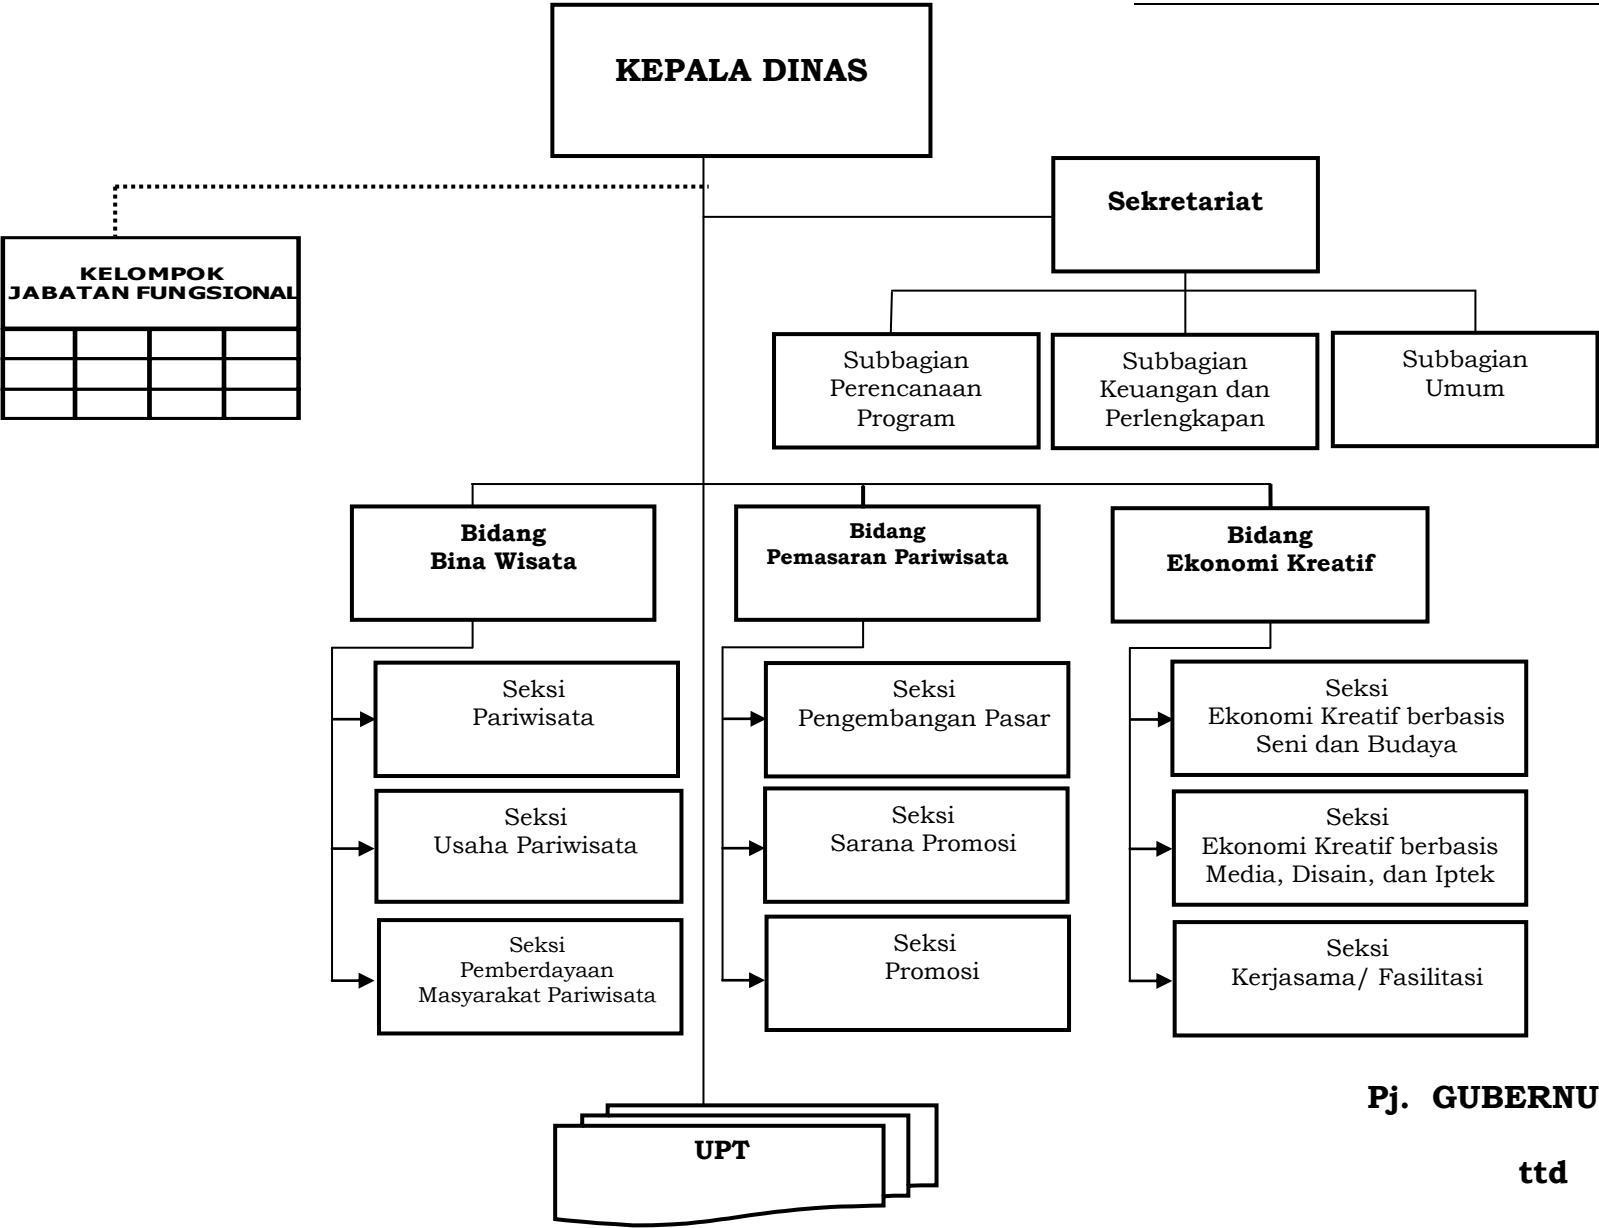 KEPALA DINAS
Sekretariat
KELOMPOK
JABATAN FUNGSIONAL
Subbagian
Perencanaan
Program
Subbagian
Keuangan dan
Perlengkapan
Subbagian
Umum
Bidang
Bina Wisata
Bidang
Pemasaran Pariwisata
Bidang
Ekonomi Kreatif
Seksi
Pariwisata
Seksi
Usaha Pariwisata
Seksi
Pemberdayaan
Masyarakat Pariwisata
Seksi
Pengembangan Pasar
Seksi
Sarana Promosi
Seksi
Promosi
Seksi
Ekonomi Kreatif berbasis
Seni dan Budaya
Seksi
Ekonomi Kreatif berbasis
Media, Disain, dan Iptek
Seksi
Kerjasama/ Fasilitasi
UPT
Pj. GUBERNU
ttd